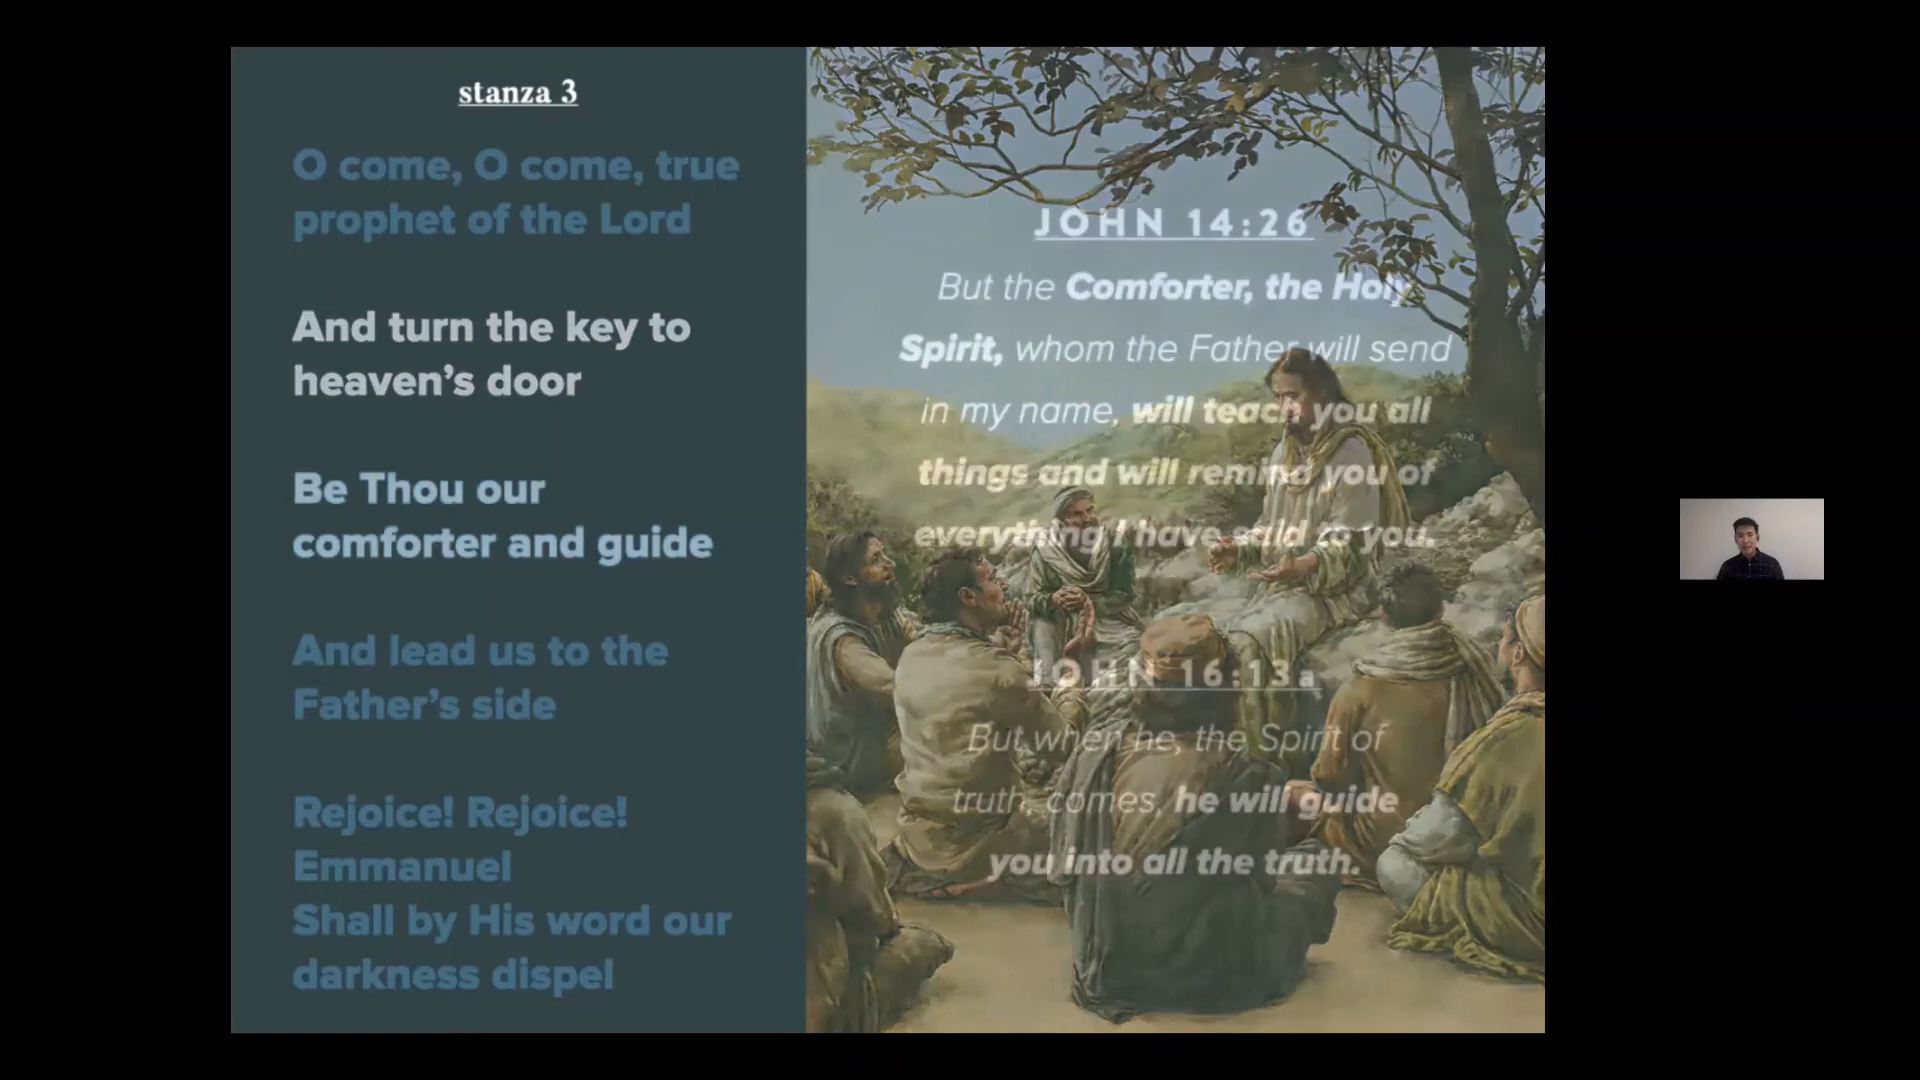 stanza 3
O come, O come, true
prophet of the Lord
And turn the key to
heaven’s door
Be Thou our
comforter and guide
And lead us to the
Father’s side
Rejoice! Rejoice!
Emmanuel
Shall by His word our
darkness dispel
JOHN 14:26
But the Comforter, the Holy
Spirit, whom the Father will send
in my name, will teach you all
things and will remind you of
everything I have said to you.
JOHN 16:13a
But when he, the Spirit of
truth, comes, he will guide
you into all the truth.